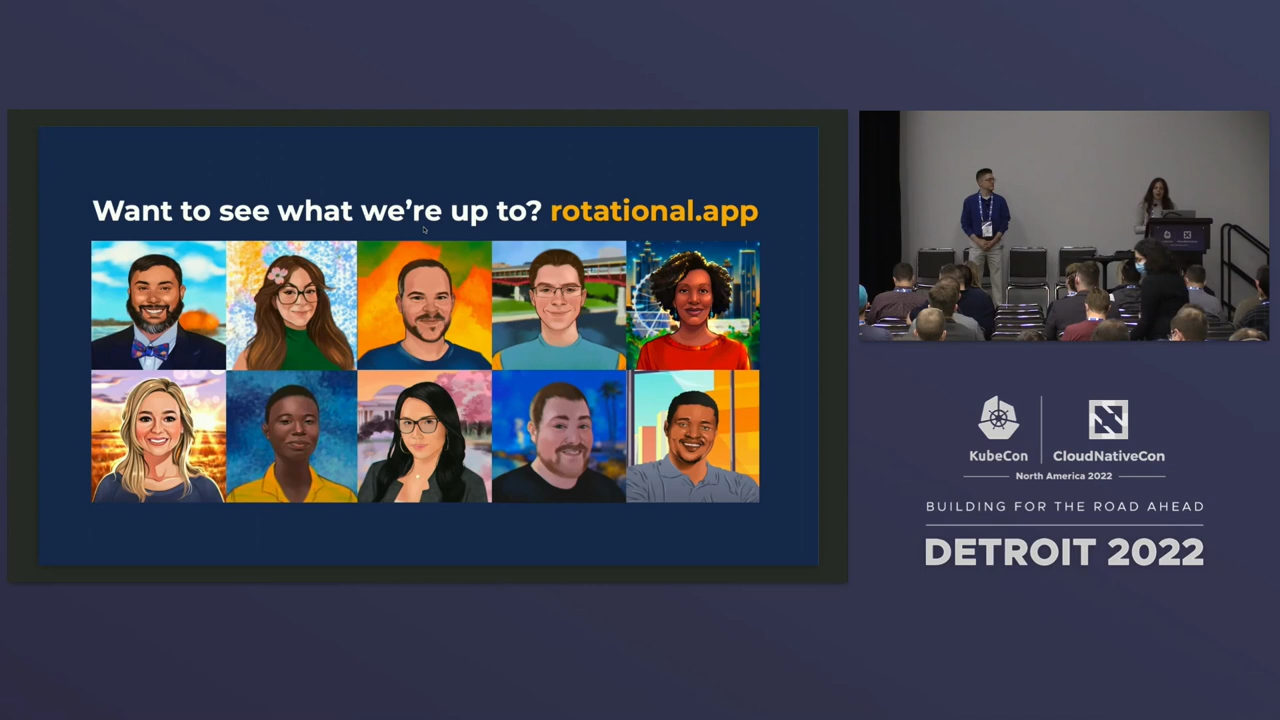 Want to see what we're up to? rotational.app
KubeCon
CloudNativeCon
North America 2022
BUILDING FOR THE ROAD AHEAD
DETROIT 2022